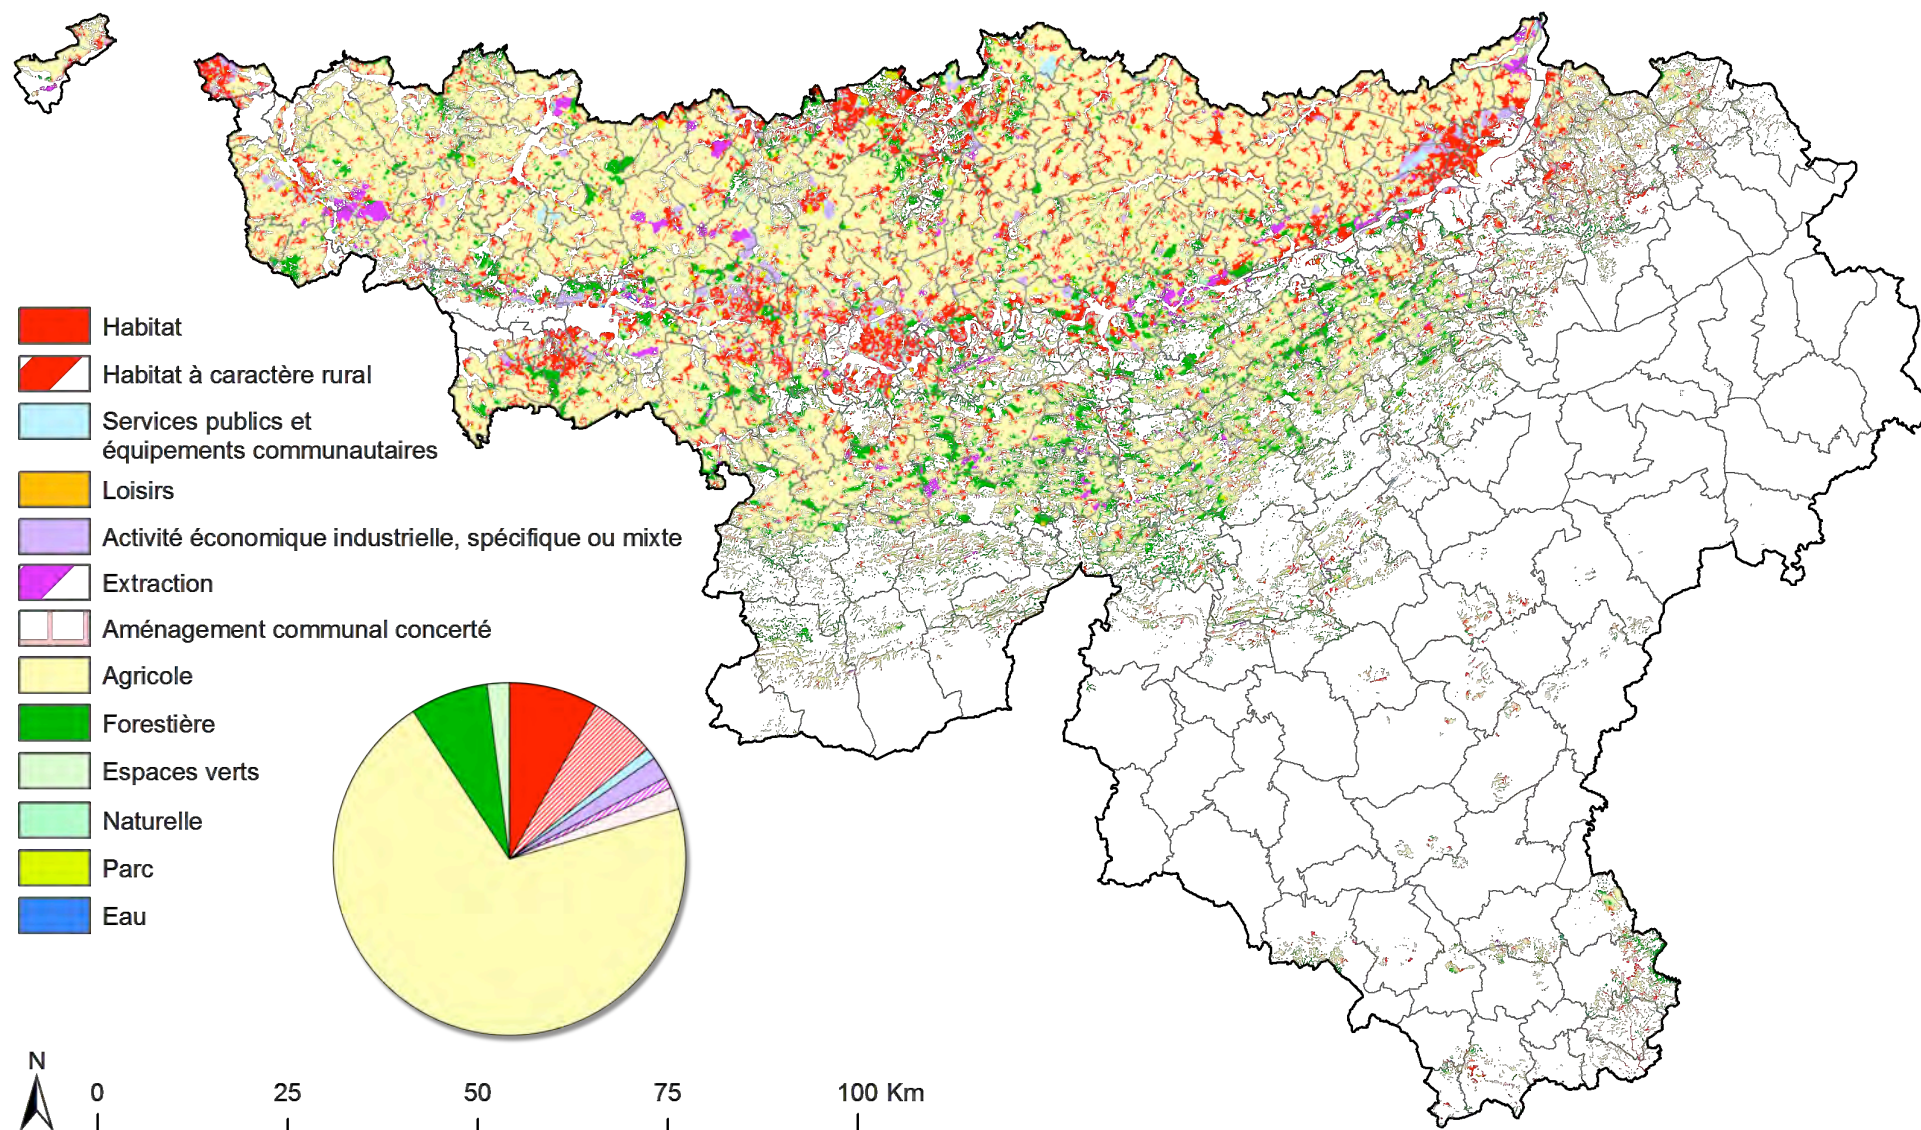 Habitat
Habitat à caractère rural
Services publics et
équipements communautaires
Loisirs
Activité économique industrielle, spécifique ou mixte
Extraction
Aménagement communal concerté
Agricole
Forestière
Espaces verts
Naturelle
Parc
Eau
N
0 25 50 75 100 Km